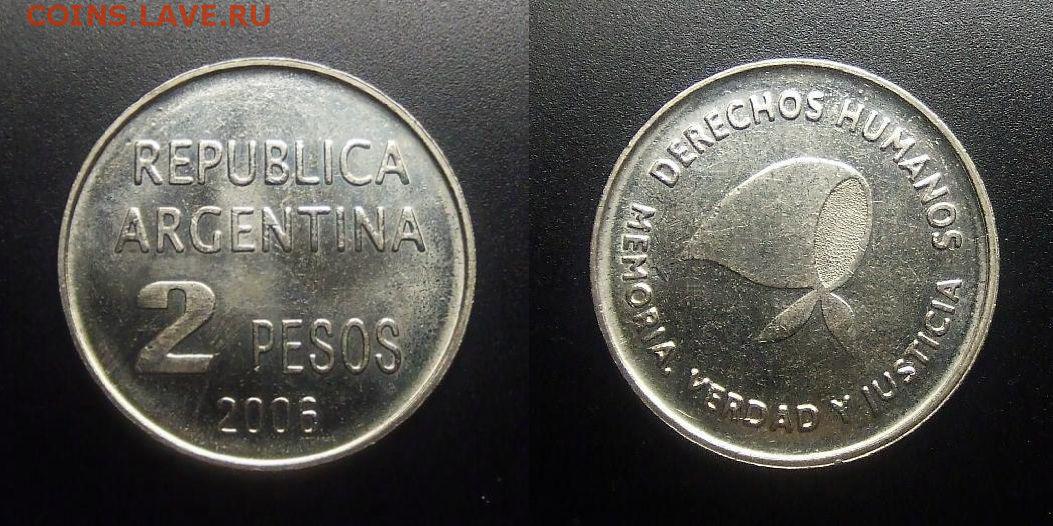 COINS.LAVE.RU
REPUBLICA
ARGENTINA
2 PESOS
2006
DERECHOS HUMANOS
MEMORIA, VERDAD Y JUSTICIA